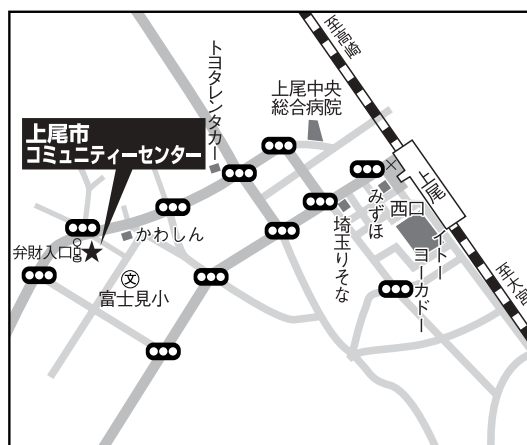 至高崎
トヨタレンタカー
上尾中央
総合病院
上尾市
コミュニティーセンター
上尾
みずほ
西口
イトー
ヨーカドー
埼玉りそな
かわしん
弁財入口
文
富士見小
至大宮